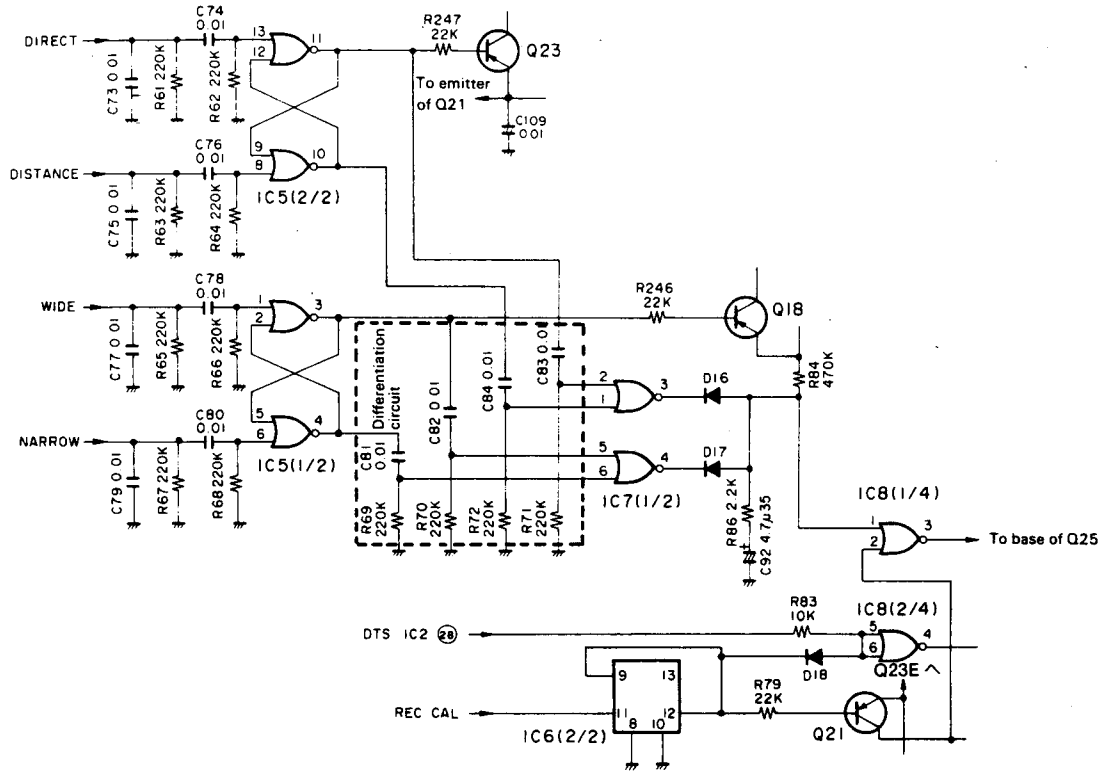 C74
0.01
DIRECT
13
12
11
R247
22K
Q23
C73 0.01
R61 220K
R62 220K
To emitter
of Q21
C109
0.01
C76
0.01
9
8
10
DISTANCE
IC5(2/2)
C75 0.01
R63 220K
R64 220K
C78
0.01
WIDE
1
2
3
R246
22K
Q18
C77 0.01
R65 220K
R66 220K
Differentiation
circuit
C84 0.01
C83 0.01
R84
470K
C82 0.01
2
1
3
D16
C80
0.01
NARROW
5
6
4
IC5(1/2)
C81
0.01
C79 0.01
R67 220K
R68 220K
5
6
4
D17
IC7(1/2)
R69
220K
R70
220K
R72
220K
R71
220K
R86 2.2K
+
C92 4.7μ35
IC8(1/4)
1
2
3
To base of Q25
R83
10K
IC8(2/4)
DTS IC2 28
5
6
4
D18
Q23E ヘ
9
13
R79
22K
REC CAL
11
12
8
10
IC6(2/2)
Q21